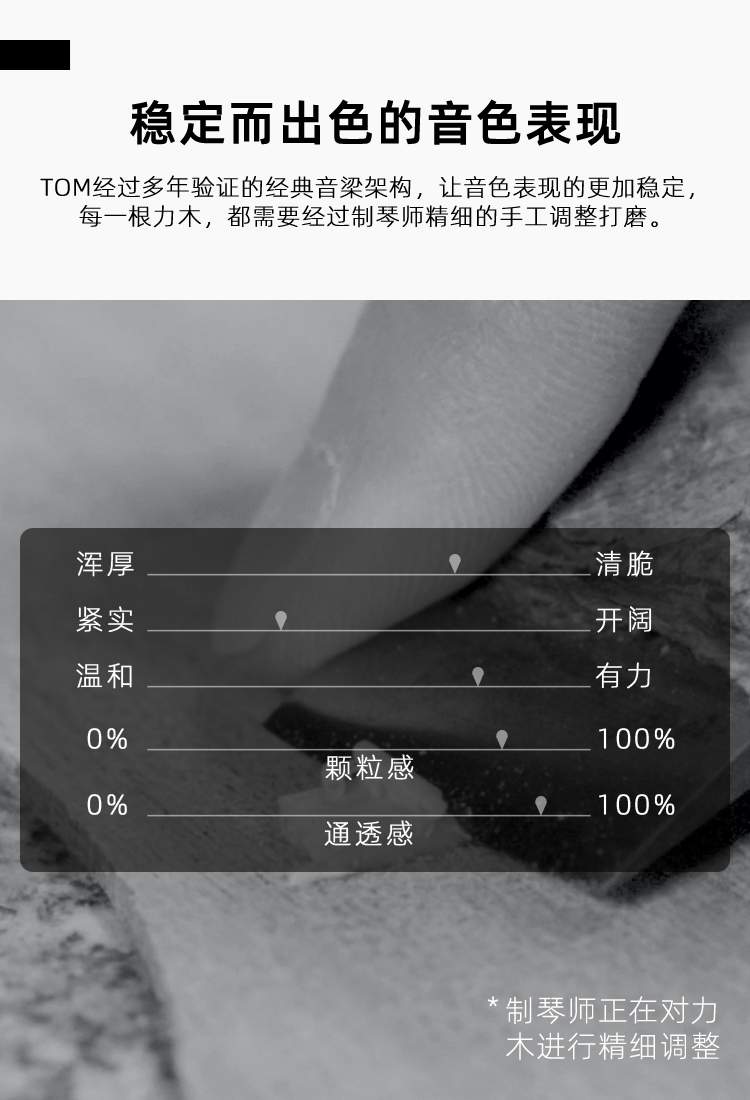 稳定而出色的音色表现
TOM经过多年验证的经典音梁架构，让音色表现的更加稳定，
每一根力木，都需要经过制琴师精细的手工调整打磨。
浑厚 清脆
紧实 开阔
温和 有力
0% 100%
颗粒感
0% 100%
通透感
*制琴师正在对力
木进行精细调整